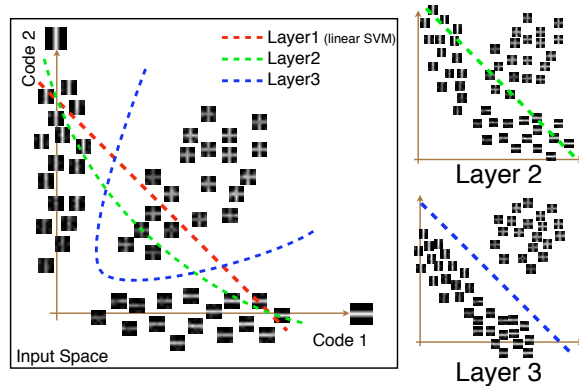 Code 2
Layer1 (linear SVM)
Layer2
Layer3
Code 1
Input Space
Layer 2
Layer 3